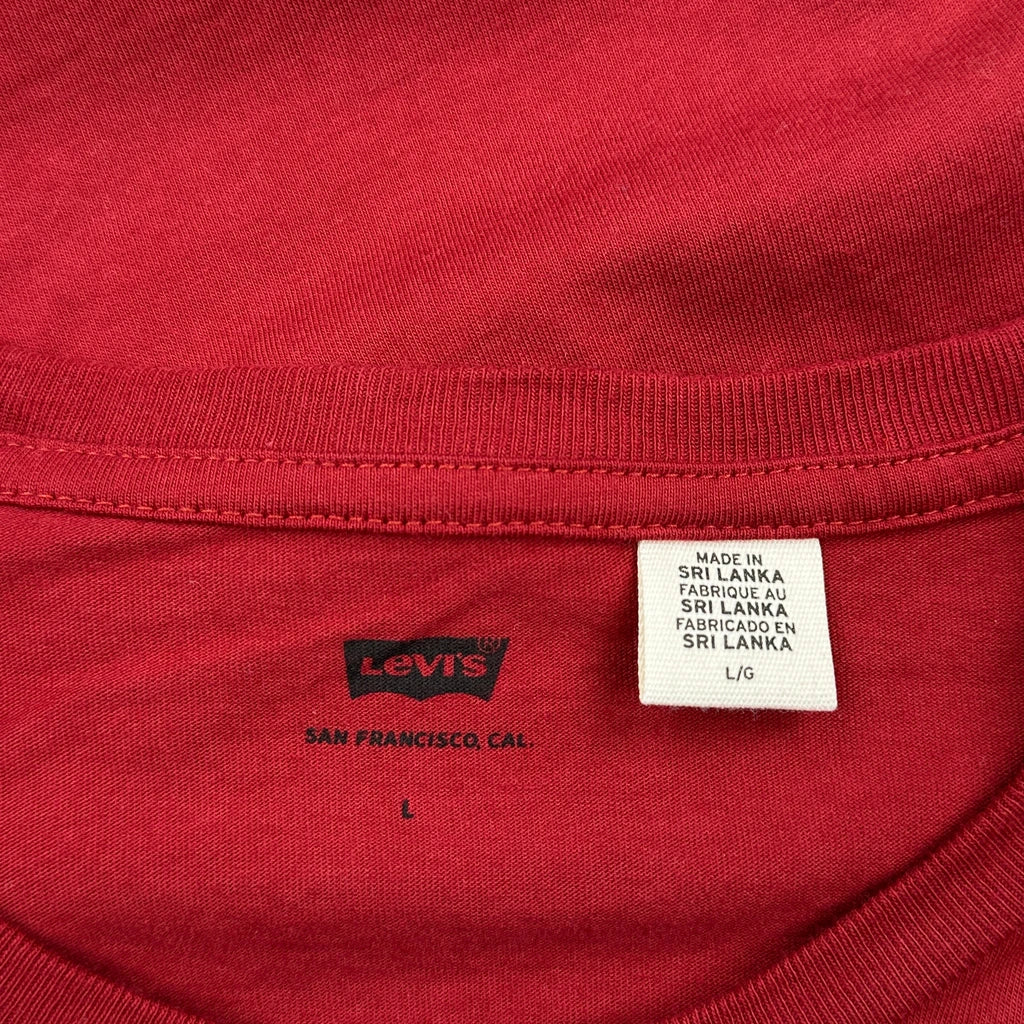 LEVI'S ®
SAN FRANCISCO, CAL.
L
MADE IN
SRI LANKA
FABRIQUE AU
SRI LANKA
FABRICADO EN
SRI LANKA
L/G